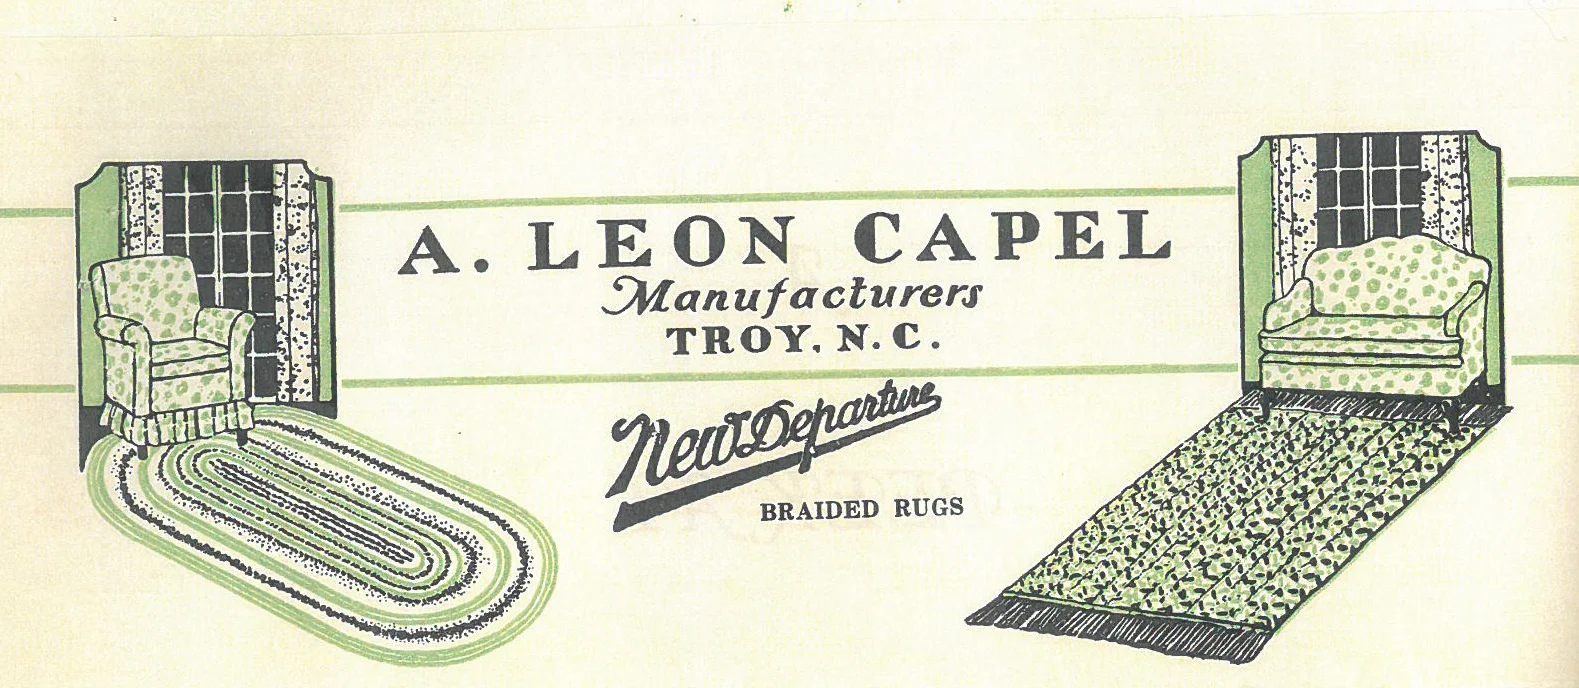 A. LEON CAPEL
Manufacturers
TROY, N.C.
New Departure
BRAIDED RUGS